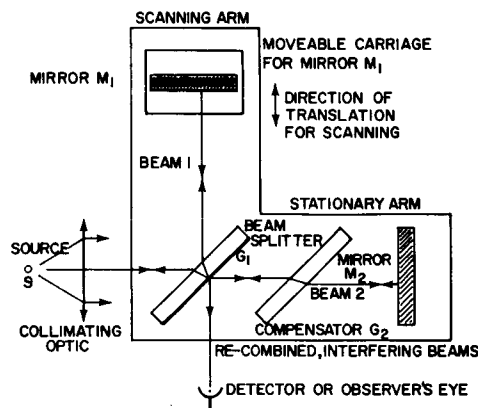 SCANNING ARM
MOVEABLE CARRIAGE
FOR MIRROR M1
MIRROR M1
DIRECTION OF
TRANSLATION
FOR SCANNING
BEAM 1
STATIONARY ARM
BEAM
SPLITTER
G1
SOURCE
S
MIRROR
M2
BEAM 2
COLLIMATING
OPTIC
COMPENSATOR G2
RE-COMBINED, INTERFERING BEAMS
DETECTOR OR OBSERVER'S EYE